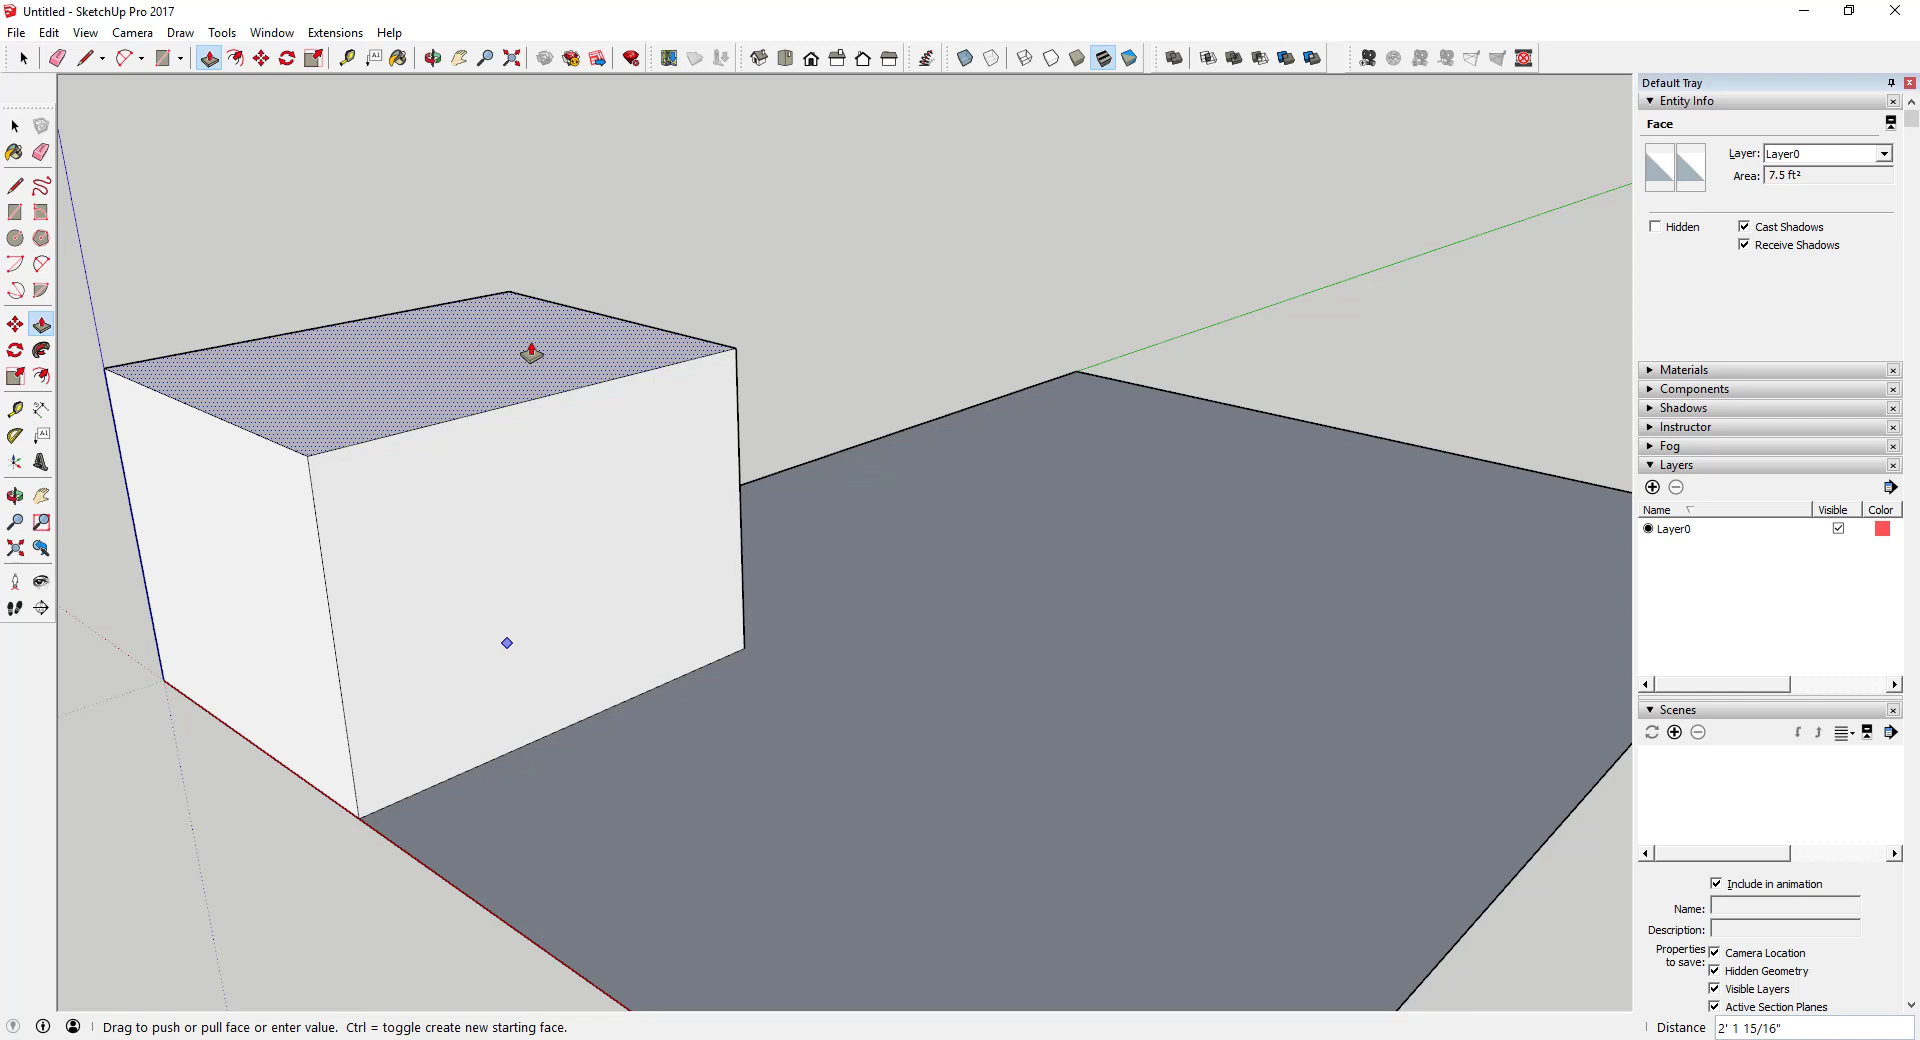 Untitled - SketchUp Pro 2017
File Edit View Camera Draw Tools Window Extensions Help
Default Tray
Entity Info
Face
Layer: Layer0
Area: 7.5 ft²
Hidden Cast Shadows
Receive Shadows
Materials
Components
Shadows
Instructor
Fog
Layers
Name Visible Color
Layer0
Scenes
Include in animation
Name:
Description:
Properties to save:
Camera Location
Hidden Geometry
Visible Layers
Active Section Planes
Drag to push or pull face or enter value. Ctrl = toggle create new starting face.
Distance 2' 1 15/16"